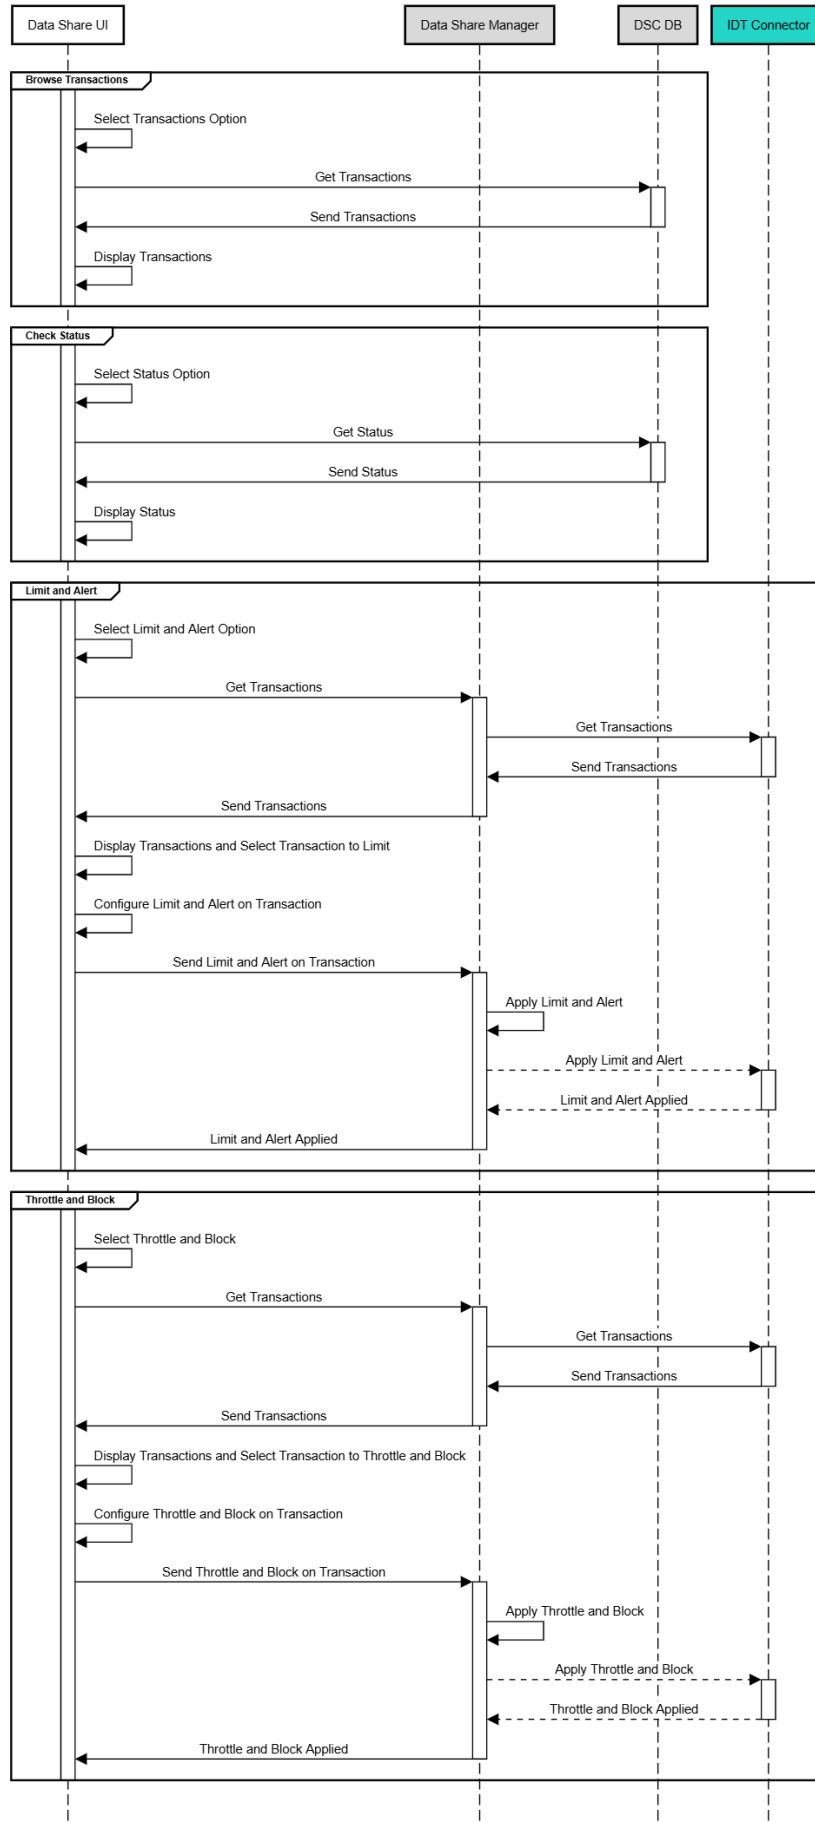 Data Share UI
Data Share Manager
DSC DB
IDT Connector
Browse Transactions
Select Transactions Option
Get Transactions
Send Transactions
Display Transactions
Check Status
Select Status Option
Get Status
Send Status
Display Status
Limit and Alert
Select Limit and Alert Option
Get Transactions
Get Transactions
Send Transactions
Send Transactions
Display Transactions and Select Transaction to Limit
Configure Limit and Alert on Transaction
Send Limit and Alert on Transaction
Apply Limit and Alert
Apply Limit and Alert
Limit and Alert Applied
Limit and Alert Applied
Throttle and Block
Select Throttle and Block
Get Transactions
Get Transactions
Send Transactions
Send Transactions
Display Transactions and Select Transaction to Throttle and Block
Configure Throttle and Block on Transaction
Send Throttle and Block on Transaction
Apply Throttle and Block
Apply Throttle and Block
Throttle and Block Applied
Throttle and Block Applied